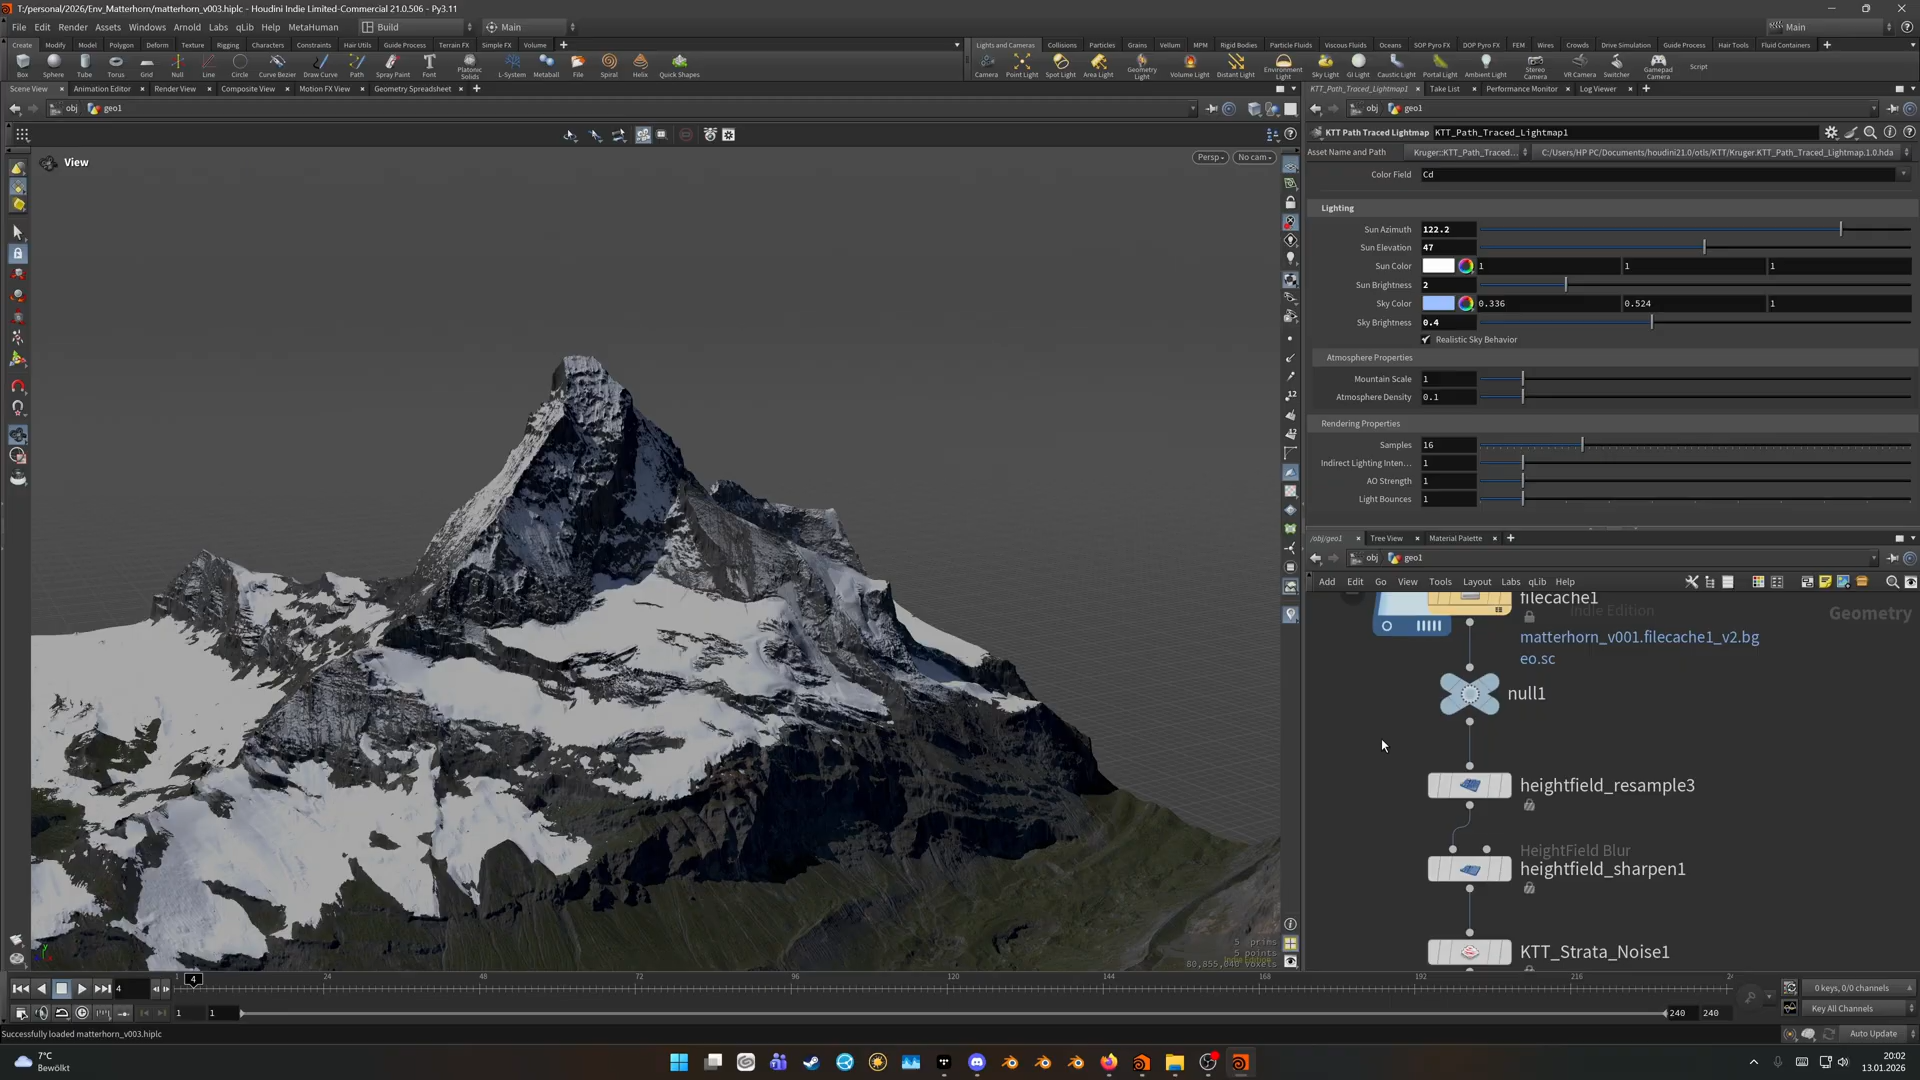 T:/personal/2026/Env_Matterhorn/matterhorn_v003.hiplc - Houdini Indie Limited-Commercial 21.0.506 - Py3.11
File Edit Render Assets Windows Arnold Labs qLib Help MetaHuman Build Main Main
Create Modify Model Polygon Deform Texture Rigging Characters Constraints Hair Utils Guide Process Terrain FX Simple FX Volume
Lights and Cameras Collisions Particles Grains Vellum MPM Rigid Bodies Particle Fluids Viscous Fluids Oceans SOP Pyro FX DOP Pyro FX FEM Wires Crowds Drive Simulation Guide Process Hair Tools Fluid Containers
Box Sphere Tube Torus Grid Null Line Circle Curve Bezier Draw Curve Path Spray Paint Font Platonic Solids L-System Metaball File Spiral Helix Quick Shapes
Camera Point Light Spot Light Area Light Geometry Light Volume Light Distant Light Environment Light Sky Light GI Light Caustic Light Portal Light Ambient Light Stereo Camera VR Camera Switcher Gamepad Camera Script
Scene View Animation Editor Render View Composite View Motion FX View Geometry Spreadsheet
KTT_Path_Traced_Lightmap1 Take List Performance Monitor Log Viewer
obj geo1
obj geo1
View
Persp No cam
KTT Path Traced Lightmap KTT_Path_Traced_Lightmap1
Asset Name and Path Kruger::KTT_Path_Traced... C:/Users/HP PC/Documents/houdini21.0/otls/KTT/Kruger.KTT_Path_Traced_Lightmap.1.0.hda
Color Field Cd
Lighting
Sun Azimuth 122.2
Sun Elevation 47
Sun Color 1 1 1
Sun Brightness 2
Sky Color 0.336 0.524 1
Sky Brightness 0.4
Realistic Sky Behavior
Atmosphere Properties
Mountain Scale 1
Atmosphere Density 0.1
Rendering Properties
Samples 16
Indirect Lighting Inten... 1
AO Strength 1
Light Bounces 1
/obj/geo1 Tree View Material Palette
obj geo1
Add Edit Go View Tools Layout Labs qLib Help
filecache1
Indie Edition
Geometry
matterhorn_v001.filecache1_v2.bg
eo.sc
null1
heightfield_resample3
HeightField Blur
heightfield_sharpen1
KTT_Strata_Noise1
5 prims
5 points
80,855,040 voxels
4 1 4 24 48 72 96 120 144 168 192 216
0 keys, 0/0 channels
1 1 240 240
Key All Channels
Successfully loaded matterhorn_v003.hiplc
Auto Update
7°C
Bewölkt
20:02
13.01.2026